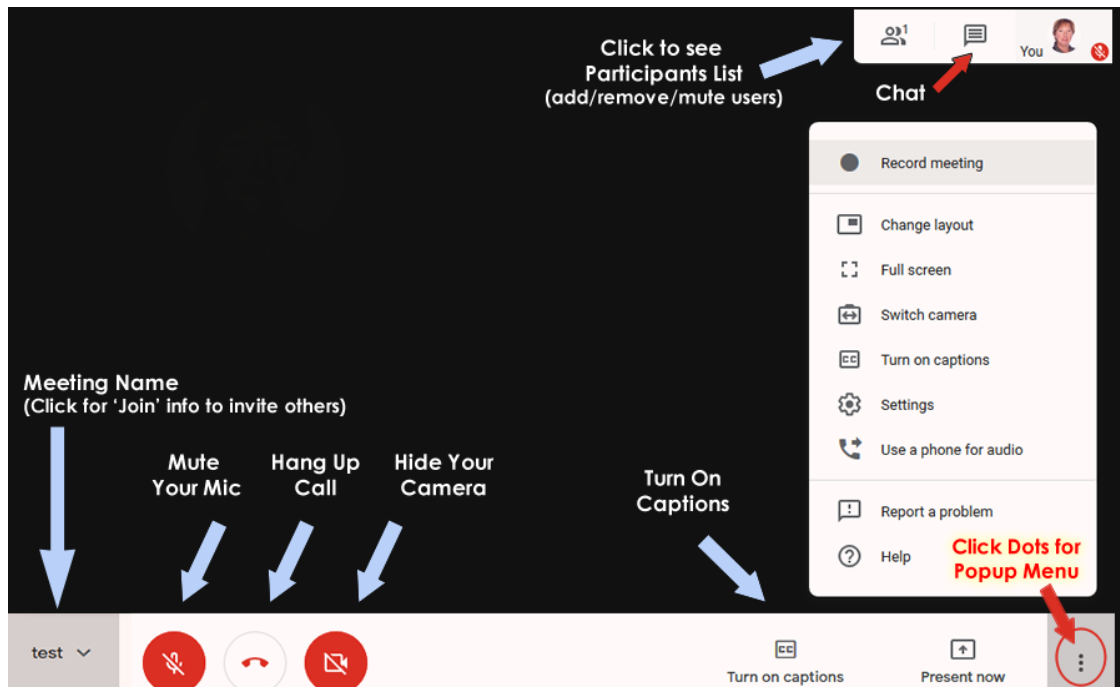 Click to see
Participants List
(add/remove/mute users)
1
You
Chat
Record meeting
Change layout
Full screen
Switch camera
CC
Turn on captions
Settings
Use a phone for audio
Report a problem
Help
Click Dots for
Popup Menu
Meeting Name
(Click for ‘Join’ info to invite others)
Mute
Your Mic
Hang Up
Call
Hide Your
Camera
Turn On
Captions
test
CC
Turn on captions
Present now